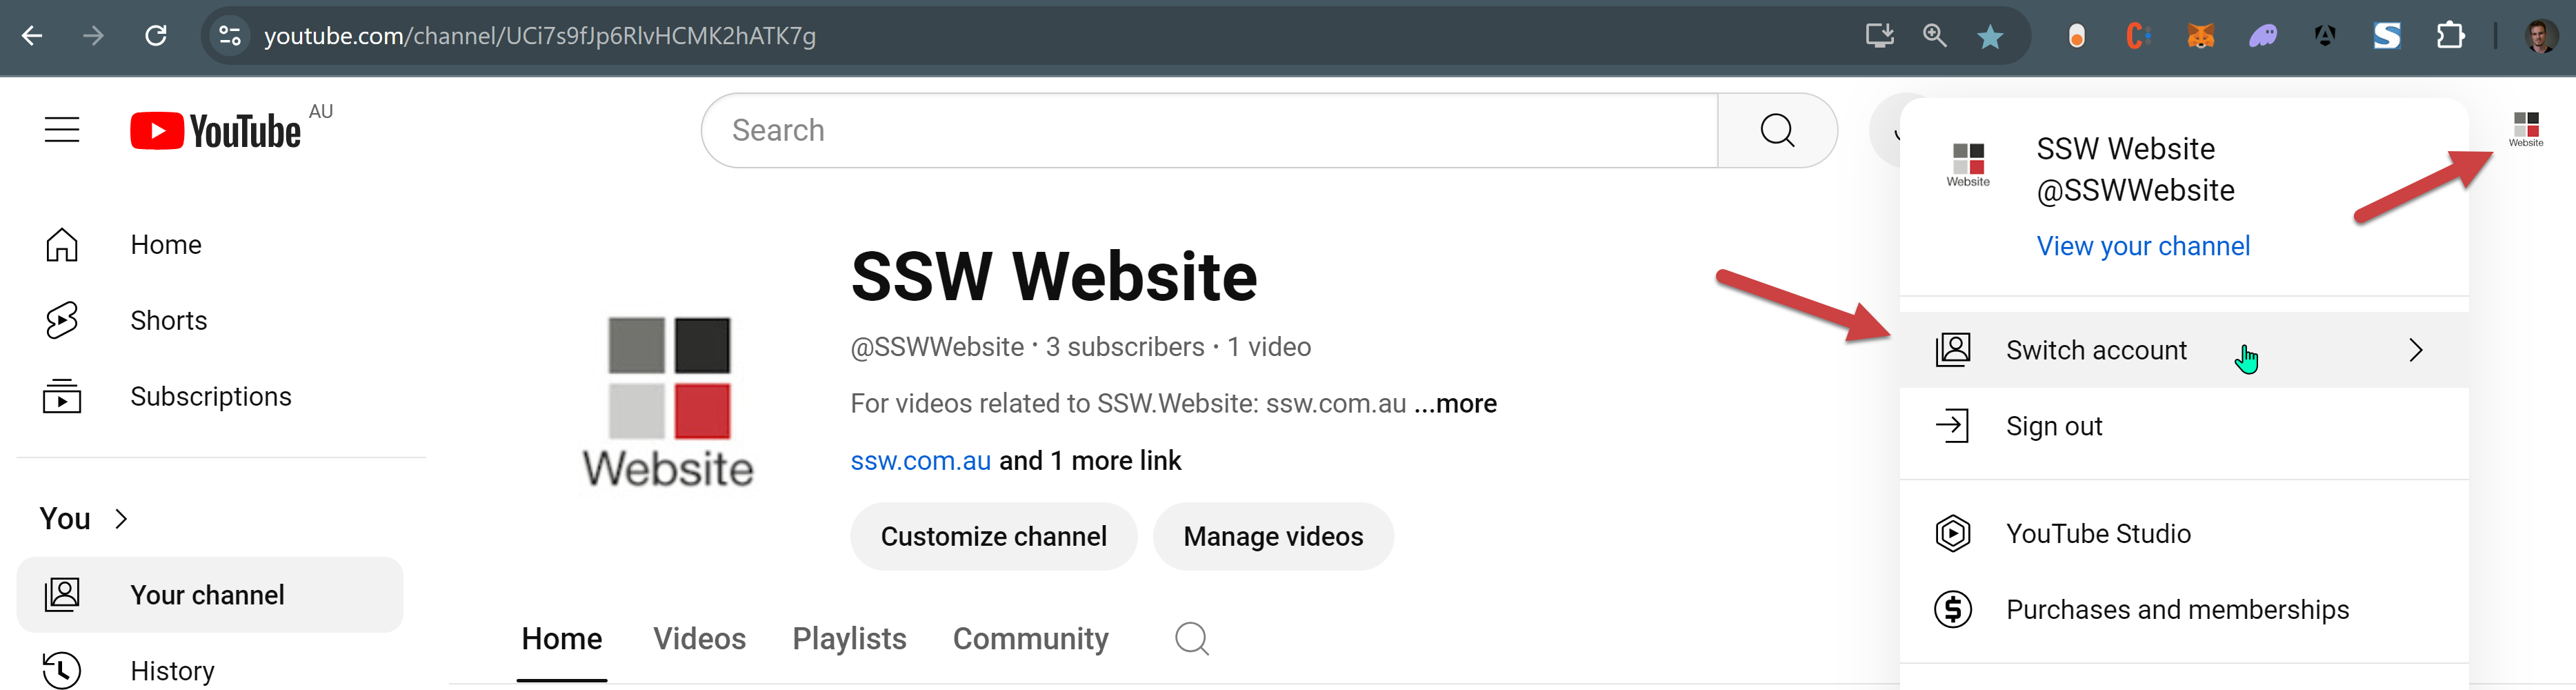 youtube.com/channel/UCi7s9fJp6RlvHCMK2hATK7g
YouTube AU
Search
Website
SSW Website
@SSWWebsite
View your channel
Website
Home
Shorts
Subscriptions
You
Your channel
History
Website
SSW Website
@SSWWebsite · 3 subscribers · 1 video
For videos related to SSW.Website: ssw.com.au ...more
ssw.com.au and 1 more link
Customize channel
Manage videos
Home Videos Playlists Community
Switch account
Sign out
YouTube Studio
Purchases and memberships